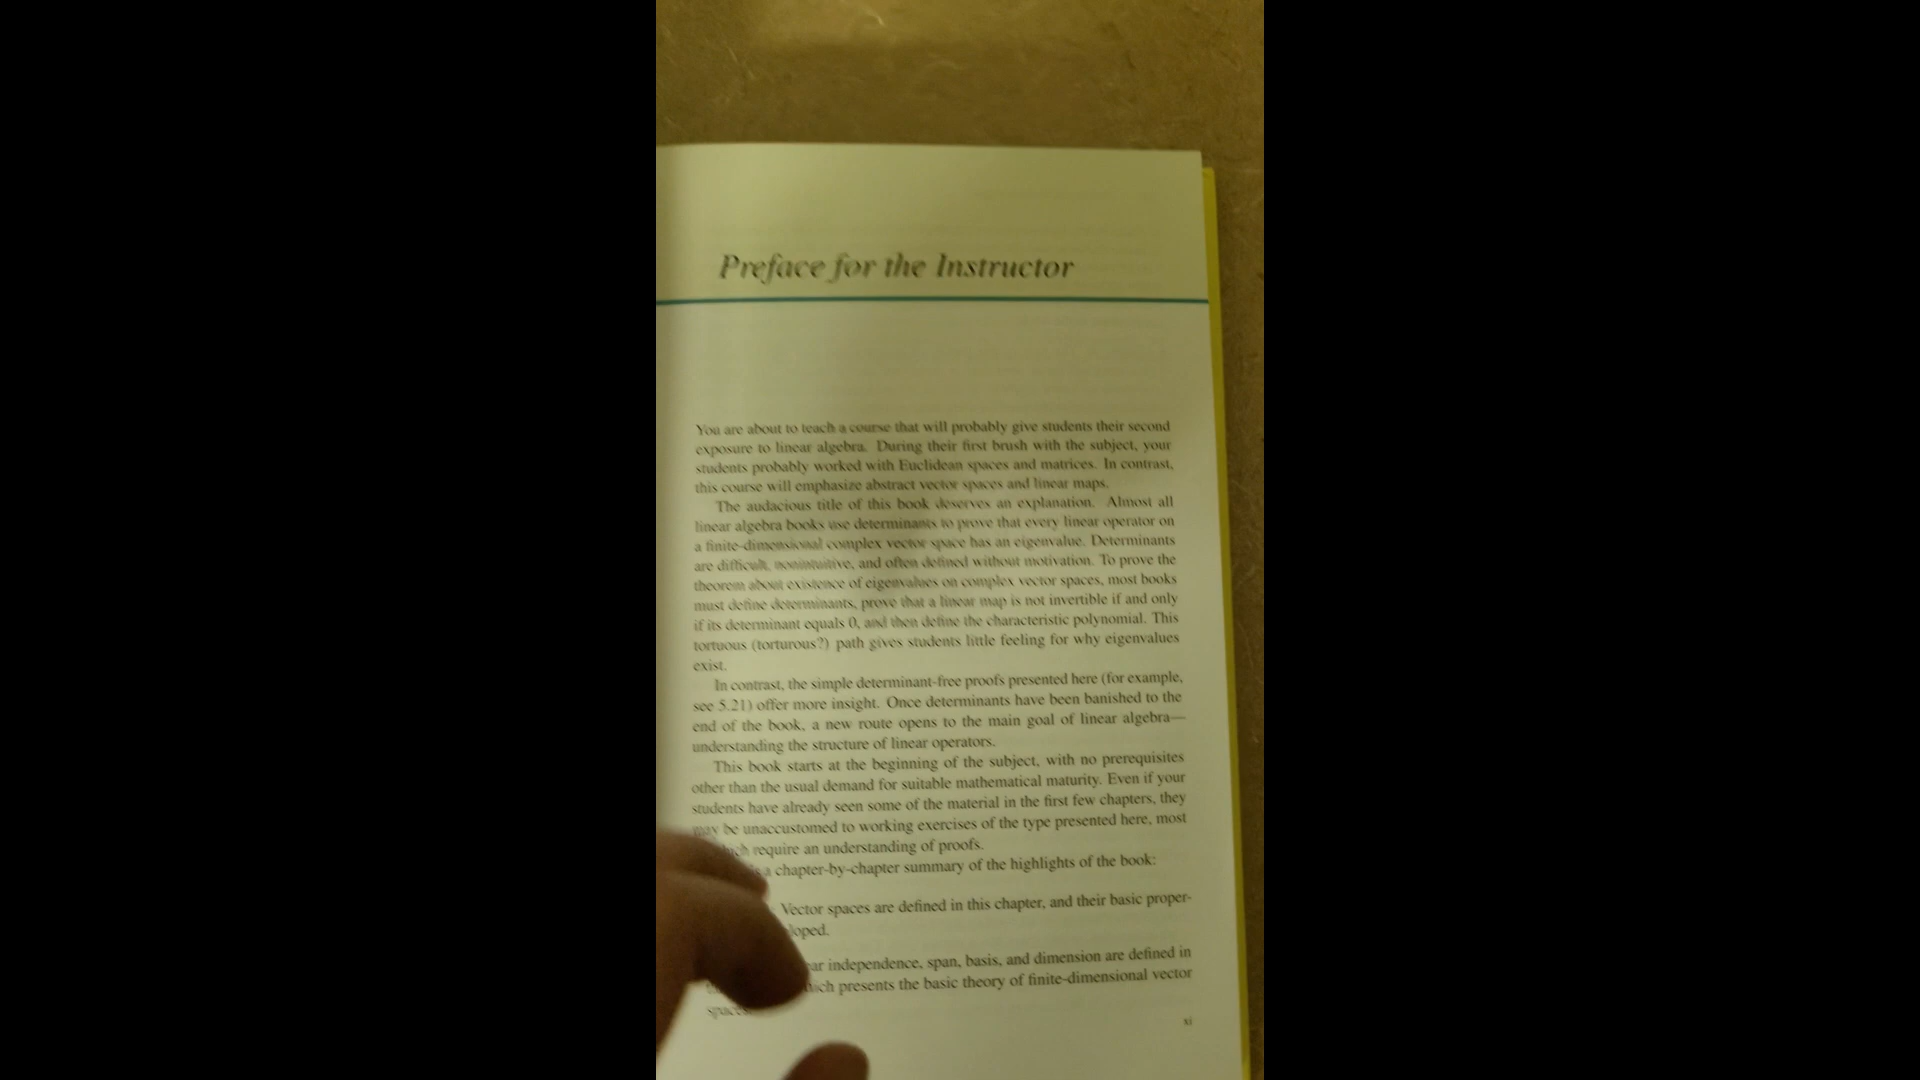 Preface for the Instructor
You are about to teach a course that will probably give students their second
exposure to linear algebra. During their first brush with the subject, your
students probably worked with Euclidean spaces and matrices. In contrast,
this course will emphasize abstract vector spaces and linear maps.
The audacious title of this book deserves an explanation. Almost all
linear algebra books use determinants to prove that every linear operator on
a finite-dimensional complex vector space has an eigenvalue. Determinants
are difficult, nonintuitive, and often defined without motivation. To prove the
theorem about existence of eigenvalues on complex vector spaces, most books
must define determinants, prove that a linear map is not invertible if and only
if its determinant equals 0, and then define the characteristic polynomial. This
tortuous (torturous?) path gives students little feeling for why eigenvalues
exist.
In contrast, the simple determinant-free proofs presented here (for example,
see 5.21) offer more insight. Once determinants have been banished to the
end of the book, a new route opens to the main goal of linear algebra—
understanding the structure of linear operators.
This book starts at the beginning of the subject, with no prerequisites
other than the usual demand for suitable mathematical maturity. Even if your
students have already seen some of the material in the first few chapters, they
may be unaccustomed to working exercises of the type presented here, most
require an understanding of proofs.
a chapter-by-chapter summary of the highlights of the book:
Vector spaces are defined in this chapter, and their basic proper-
loped.
independence, span, basis, and dimension are defined in
presents the basic theory of finite-dimensional vector
xi